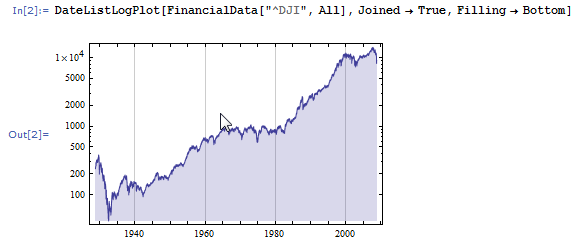 In[2]:= DateListLogPlot[FinancialData["^DJI", All], Joined → True, Filling → Bottom]
1×10⁴
5000
2000
1000
Out[2]= 500
200
100
1940 1960 1980 2000